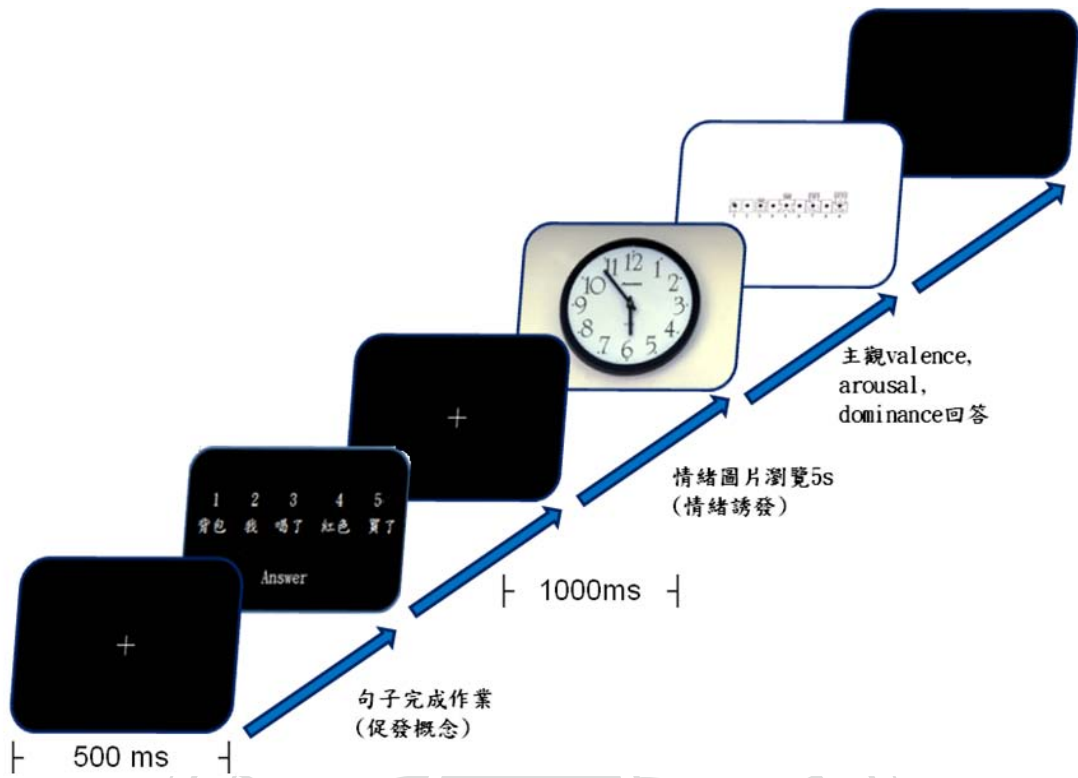 +
500 ms
1 2 3 4 5
背包 我 喝了 紅色 買了
Answer
句子完成作業
(促發概念)
+
1000ms
12
1
2
3
4
5
6
7
8
9
10
11
情緒圖片瀏覽5s
(情緒誘發)
主觀valence,
arousal,
dominance回答